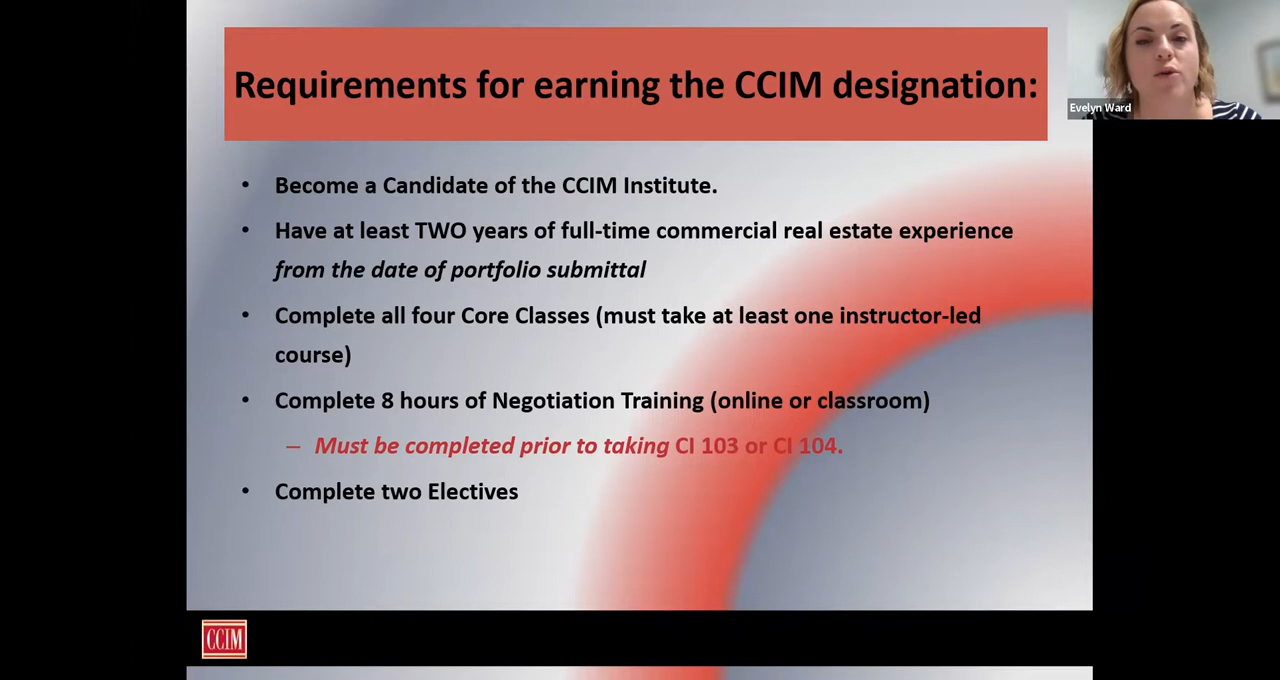 Requirements for earning the CCIM designation:
Evelyn Ward
• Become a Candidate of the CCIM Institute.
• Have at least TWO years of full-time commercial real estate experience
from the date of portfolio submittal
• Complete all four Core Classes (must take at least one instructor-led
course)
• Complete 8 hours of Negotiation Training (online or classroom)
– Must be completed prior to taking CI 103 or CI 104.
• Complete two Electives
CCIM